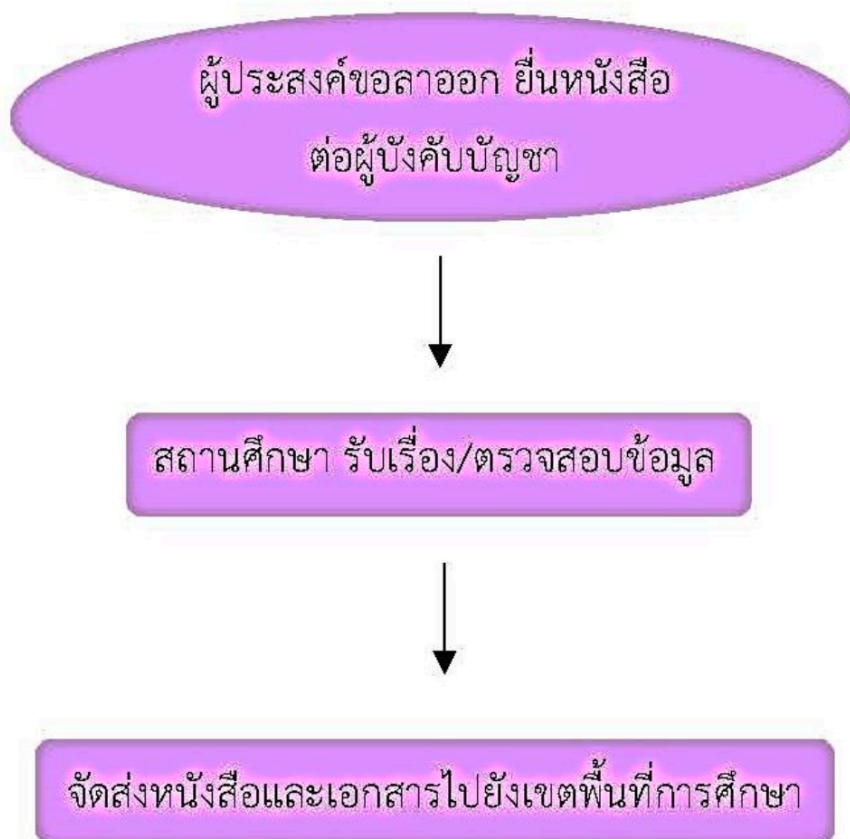 ผู้ประสงค์ขอลาออก ยื่นหนังสือ
ต่อผู้บังคับบัญชา
สถานศึกษา รับเรื่อง/ตรวจสอบข้อมูล
จัดส่งหนังสือและเอกสารไปยังเขตพื้นที่การศึกษา